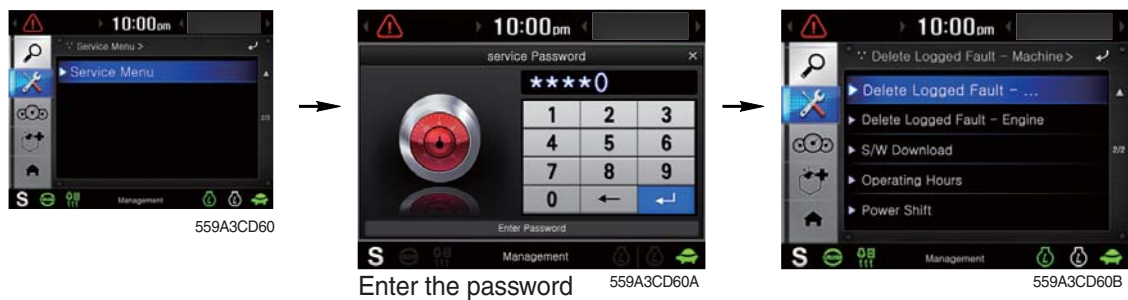 10:00pm
Service Menu >
Service Menu
2/2
S
Management
559A3CD60
10:00pm
service Password ×
****0
1 2 3
4 5 6
7 8 9
0 ←
Enter Password
S
Management
Enter the password
559A3CD60A
10:00pm
Delete Logged Fault - Machine>
Delete Logged Fault - ...
Delete Logged Fault - Engine
S/W Download
2/2
Operating Hours
Power Shift
S
Management
559A3CD60B